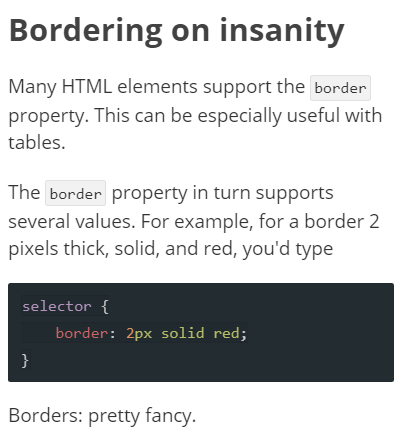 Bordering on insanity
Many HTML elements support the border
property. This can be especially useful with
tables.
The border property in turn supports
several values. For example, for a border 2
pixels thick, solid, and red, you'd type
selector {
    border: 2px solid red;
}
Borders: pretty fancy.